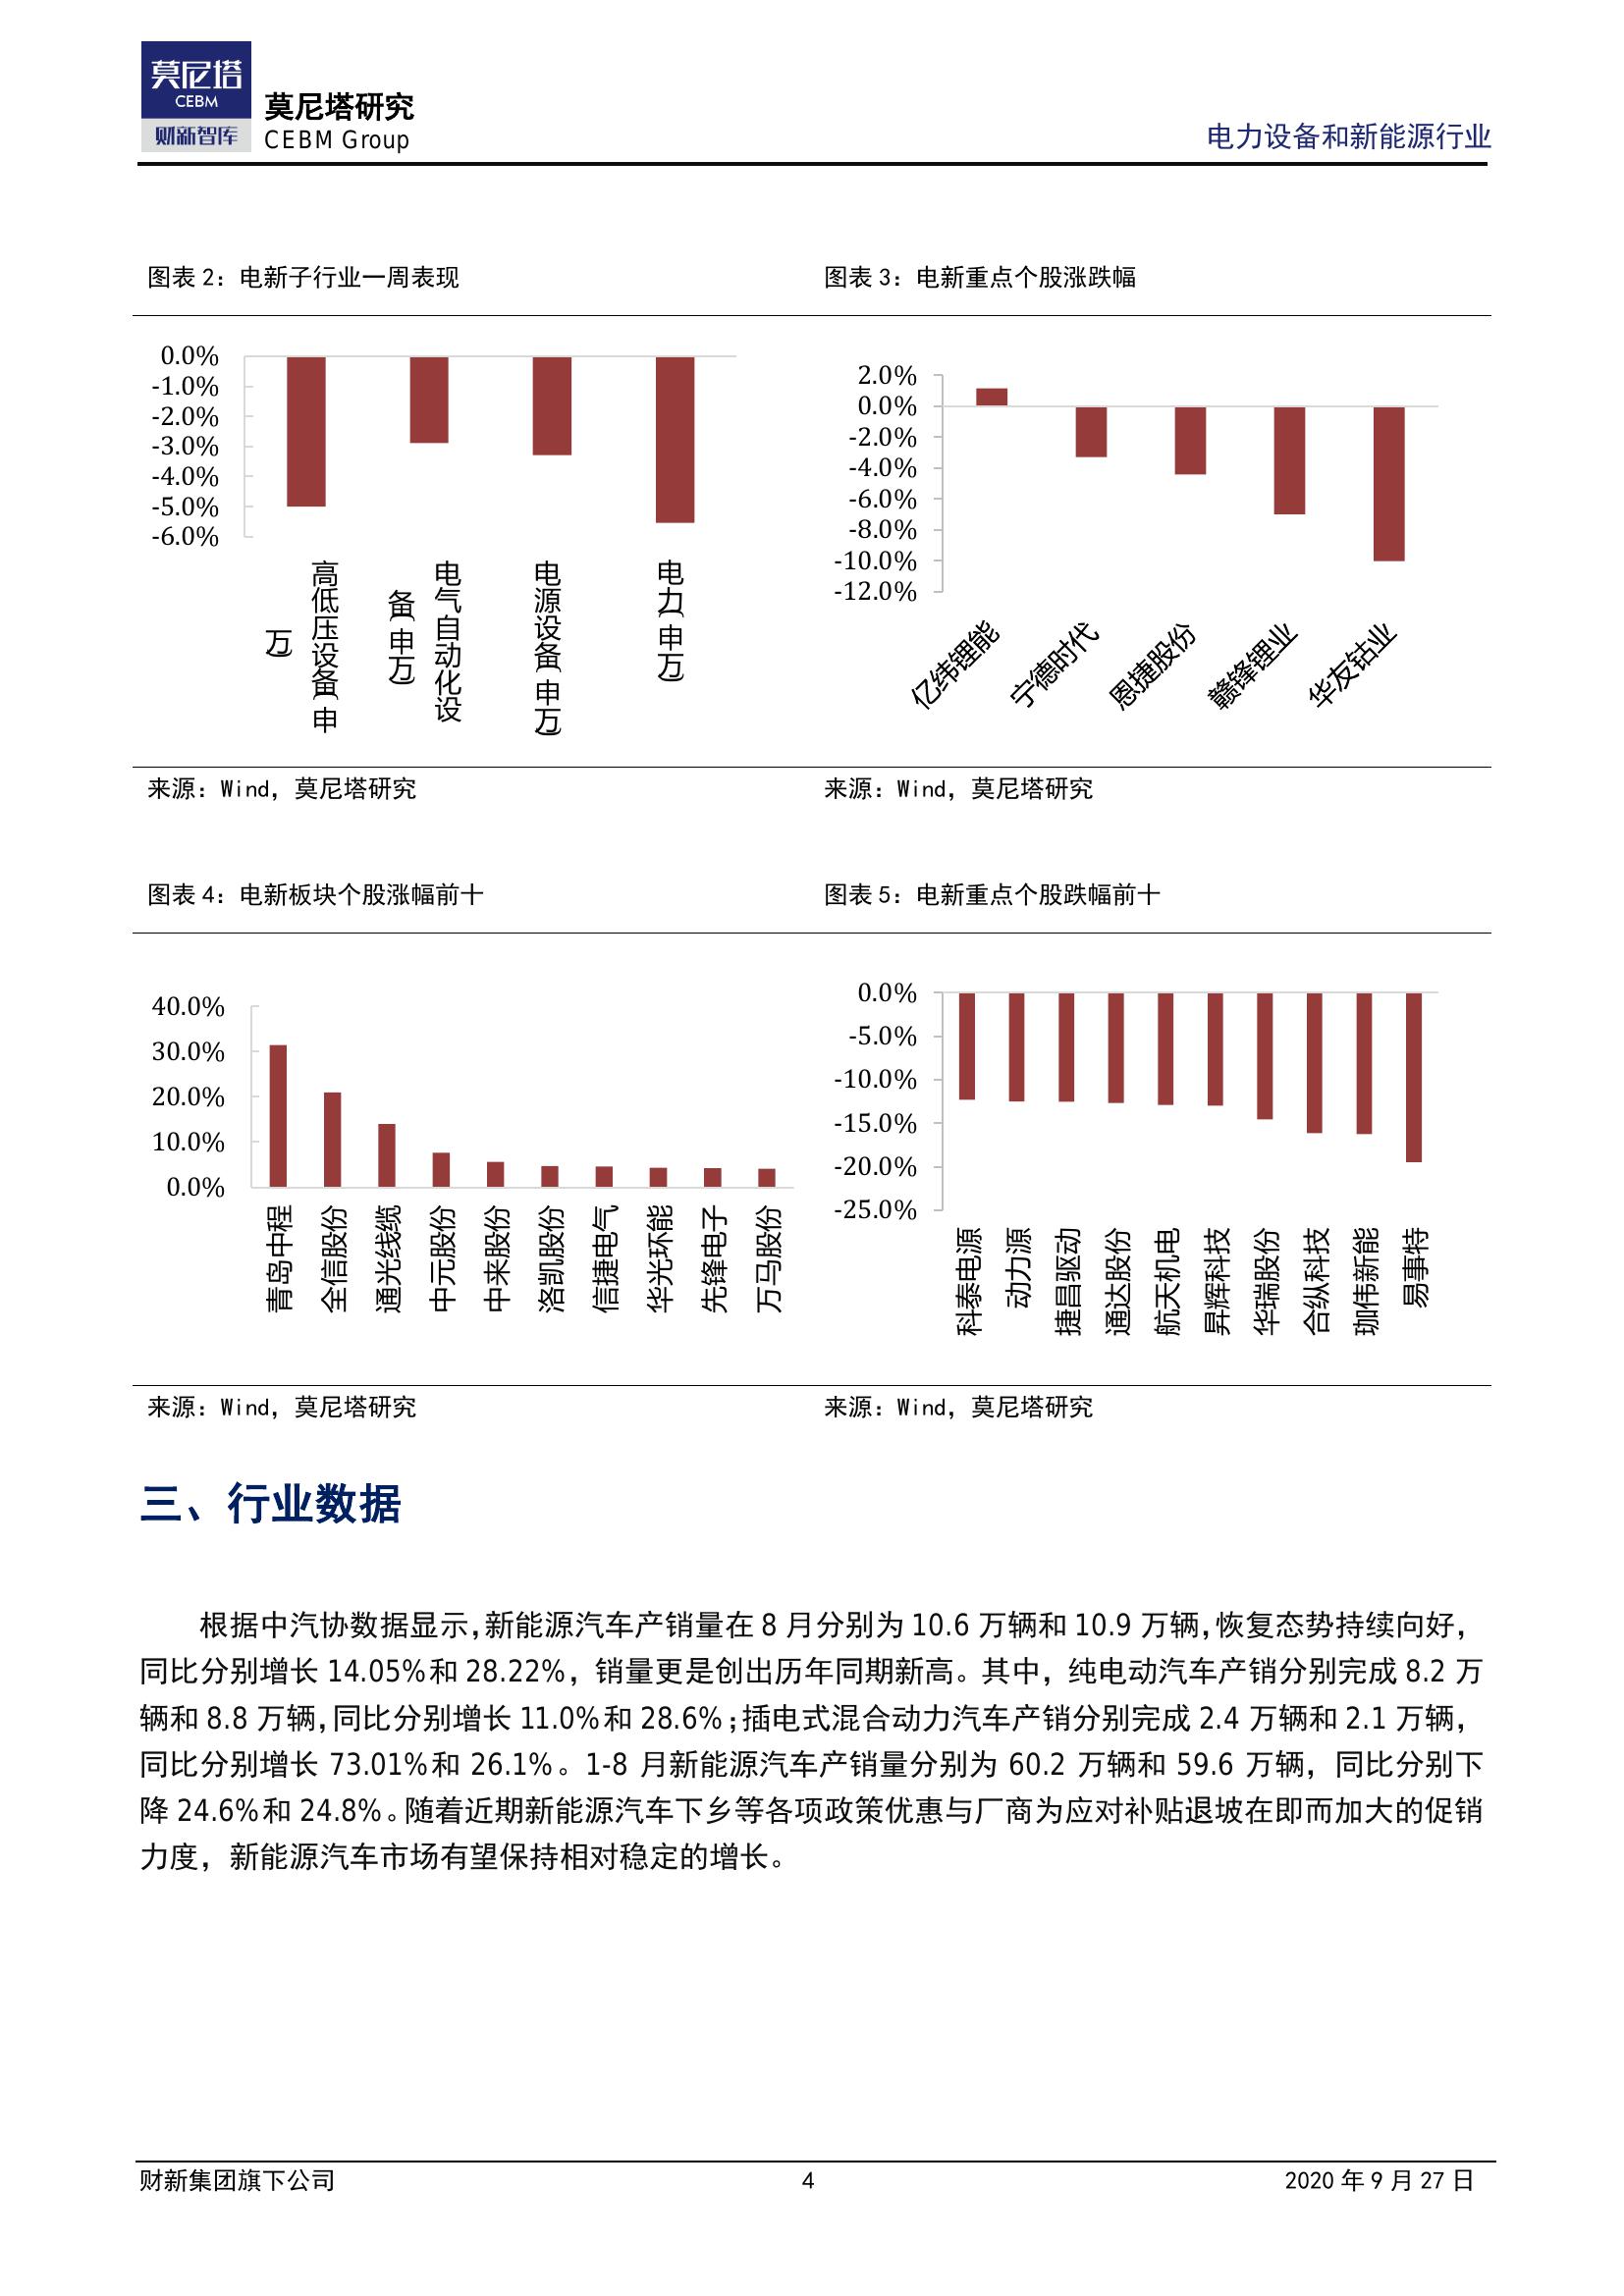 莫尼塔
CEBM
财新智库
莫尼塔研究
CEBM Group
电力设备和新能源行业
图表 2：电新子行业一周表现
0.0%
-1.0%
-2.0%
-3.0%
-4.0%
-5.0%
-6.0%
高低压设备(申
万)
电气自动化设
备(申万)
电源设备(申万)
电力(申万)
来源：Wind，莫尼塔研究
图表 3：电新重点个股涨跌幅
2.0%
0.0%
-2.0%
-4.0%
-6.0%
-8.0%
-10.0%
-12.0%
亿纬锂能
宁德时代
恩捷股份
赣锋锂业
华友钴业
来源：Wind，莫尼塔研究
图表 4：电新板块个股涨幅前十
40.0%
30.0%
20.0%
10.0%
0.0%
青岛中程
全信股份
通光线缆
中元股份
中来股份
洛凯股份
信捷电气
华光环能
先锋电子
万马股份
来源：Wind，莫尼塔研究
图表 5：电新重点个股跌幅前十
0.0%
-5.0%
-10.0%
-15.0%
-20.0%
-25.0%
科泰电源
动力源
捷昌驱动
通达股份
航天机电
昇辉科技
华瑞股份
合纵科技
珈伟新能
易事特
来源：Wind，莫尼塔研究
三、行业数据
根据中汽协数据显示，新能源汽车产销量在 8 月分别为 10.6 万辆和 10.9 万辆，恢复态势持续向好，
同比分别增长 14.05%和 28.22%，销量更是创出历年同期新高。其中，纯电动汽车产销分别完成 8.2 万
辆和 8.8 万辆，同比分别增长 11.0%和 28.6%；插电式混合动力汽车产销分别完成 2.4 万辆和 2.1 万辆，
同比分别增长 73.01%和 26.1%。1-8 月新能源汽车产销量分别为 60.2 万辆和 59.6 万辆，同比分别下
降 24.6%和 24.8%。随着近期新能源汽车下乡等各项政策优惠与厂商为应对补贴退坡在即而加大的促销
力度，新能源汽车市场有望保持相对稳定的增长。
财新集团旗下公司
4
2020 年 9 月 27 日